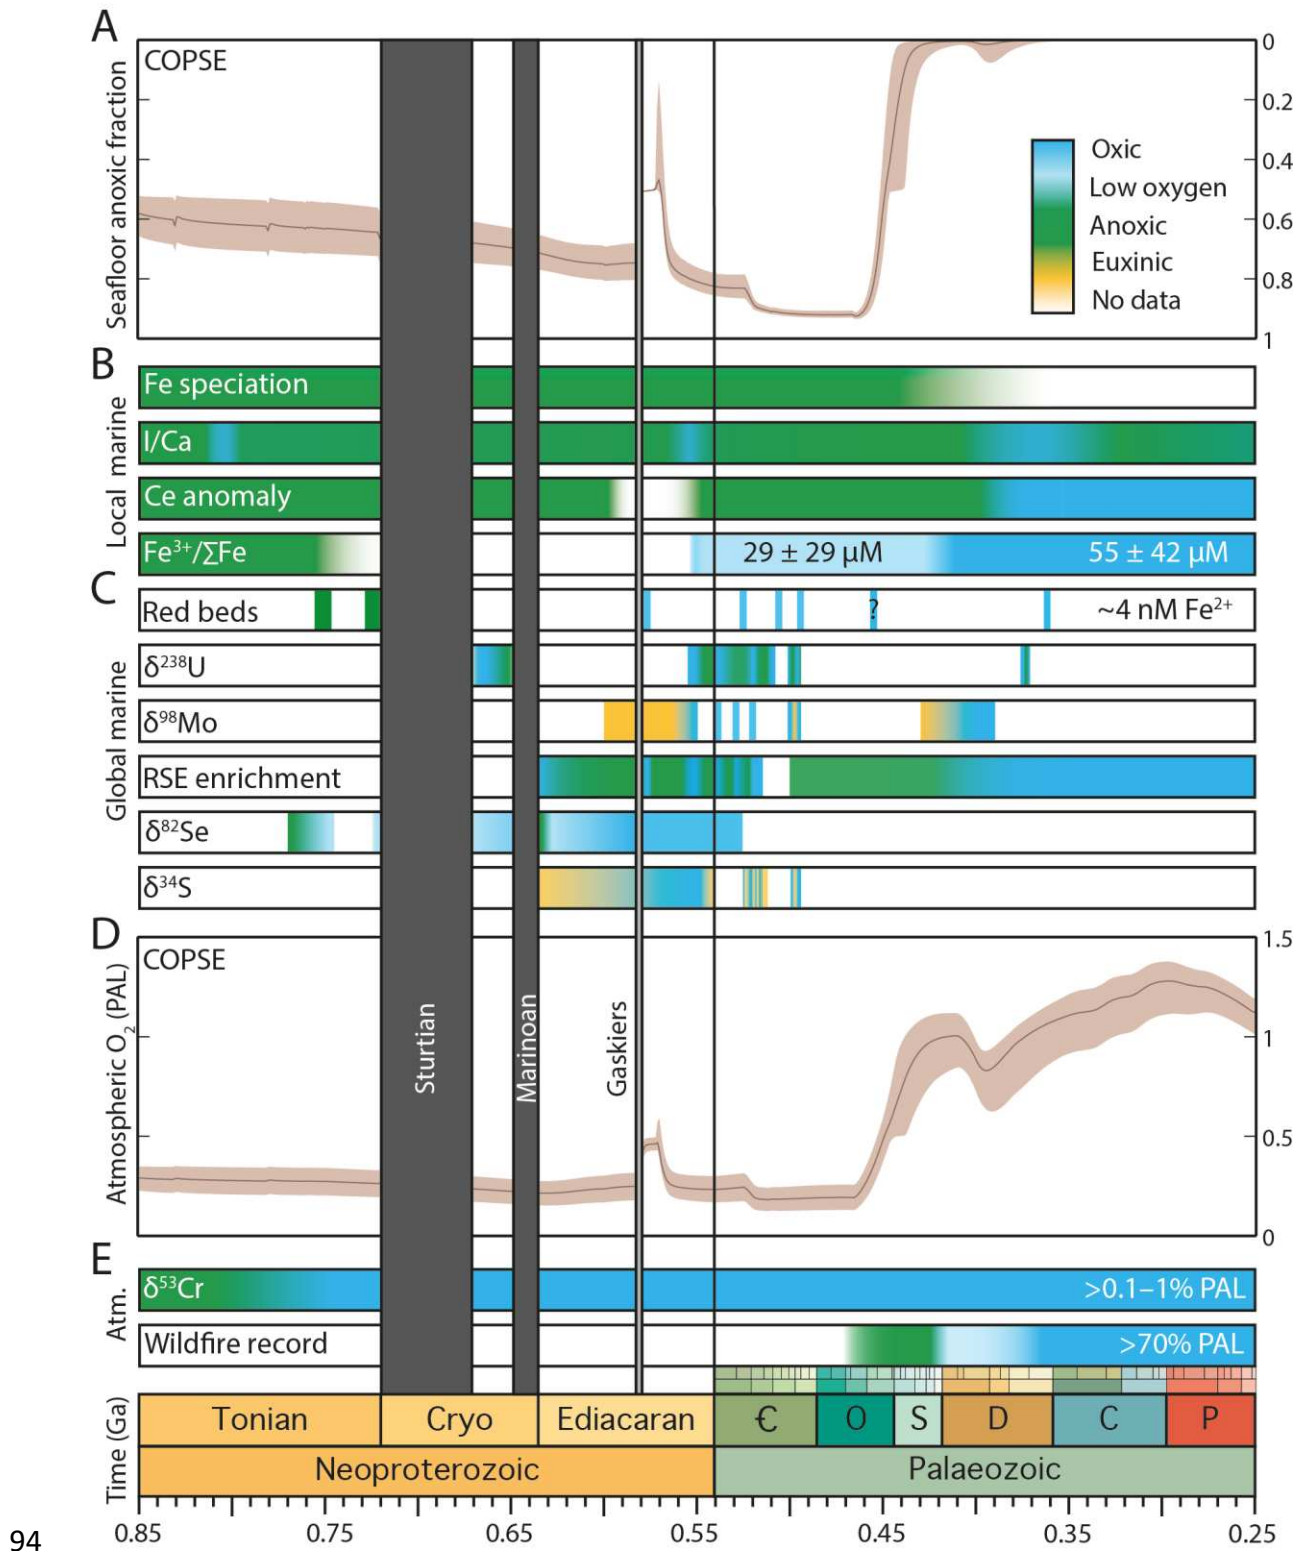 A
COPSE
Seafloor anoxic fraction
0
0.2
0.4
0.6
0.8
1
Oxic
Low oxygen
Anoxic
Euxinic
No data
B
Local marine
Fe speciation
I/Ca
Ce anomaly
Fe³⁺/∑Fe
29 ± 29 µM
55 ± 42 µM
C
Global marine
Red beds
?
~4 nM Fe²⁺
δ²³⁸U
δ⁹⁸Mo
RSE enrichment
δ⁸²Se
δ³⁴S
D
COPSE
Atmospheric O₂ (PAL)
1.5
1
0.5
0
Sturtian
Marinoan
Gaskiers
E
Atm.
δ⁵³Cr
>0.1–1% PAL
Wildfire record
>70% PAL
Time (Ga)
Tonian
Cryo
Ediacaran
Ꞓ
O
S
D
C
P
Neoproterozoic
Palaeozoic
0.85
0.75
0.65
0.55
0.45
0.35
0.25
94